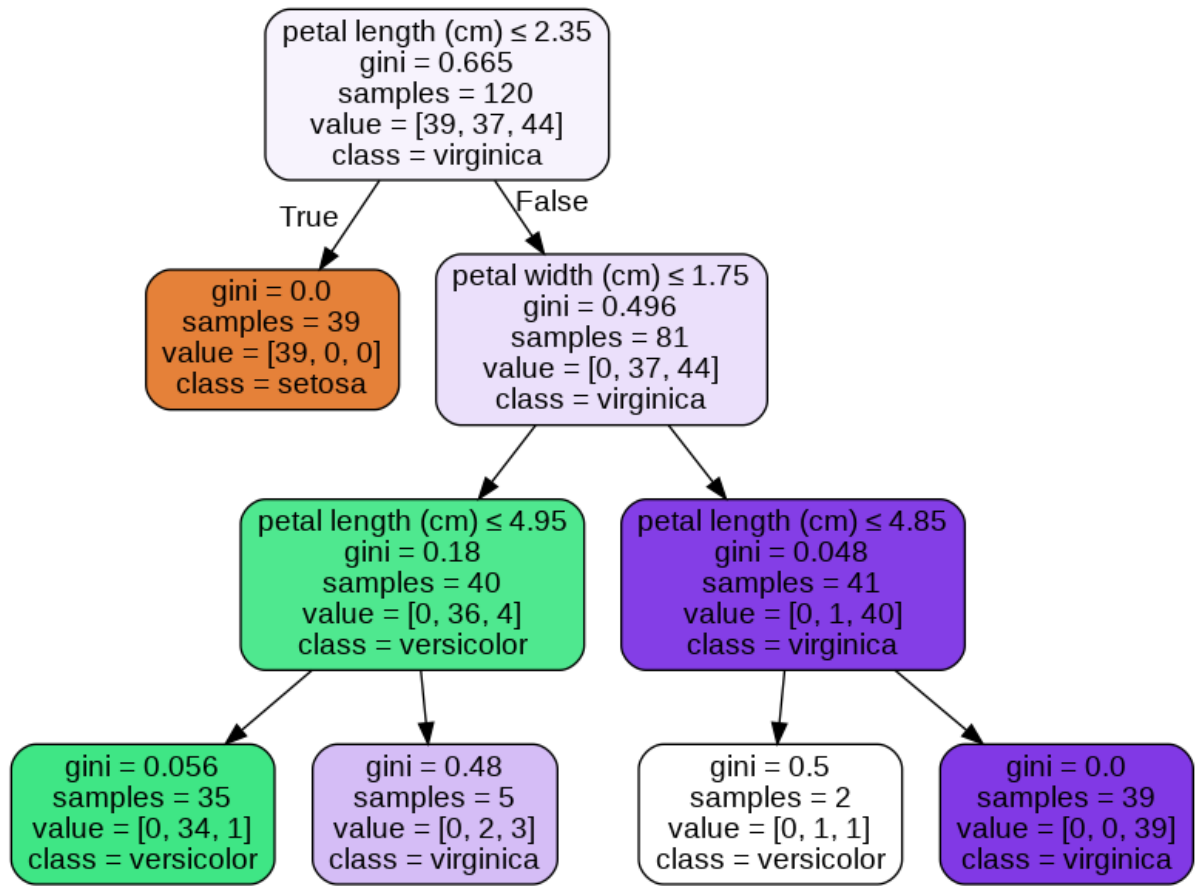 petal length (cm) ≤ 2.35
gini = 0.665
samples = 120
value = [39, 37, 44]
class = virginica
True
False
gini = 0.0
samples = 39
value = [39, 0, 0]
class = setosa
petal width (cm) ≤ 1.75
gini = 0.496
samples = 81
value = [0, 37, 44]
class = virginica
petal length (cm) ≤ 4.95
gini = 0.18
samples = 40
value = [0, 36, 4]
class = versicolor
petal length (cm) ≤ 4.85
gini = 0.048
samples = 41
value = [0, 1, 40]
class = virginica
gini = 0.056
samples = 35
value = [0, 34, 1]
class = versicolor
gini = 0.48
samples = 5
value = [0, 2, 3]
class = virginica
gini = 0.5
samples = 2
value = [0, 1, 1]
class = versicolor
gini = 0.0
samples = 39
value = [0, 0, 39]
class = virginica